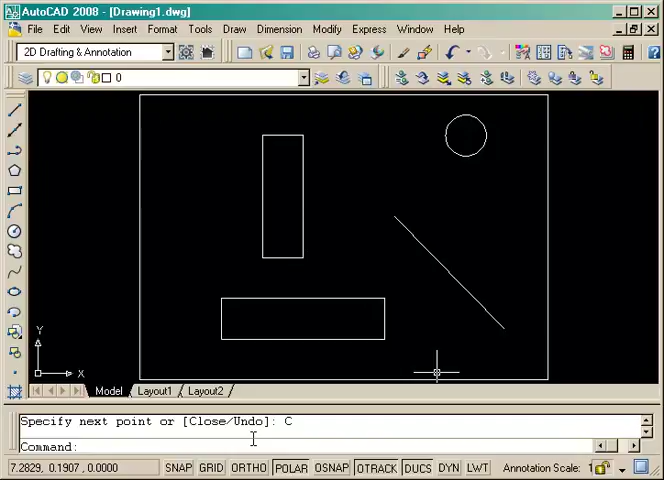 AutoCAD 2008 - [Drawing1.dwg]
File Edit View Insert Format Tools Draw Dimension Modify Express Window Help
2D Drafting & Annotation
0
Y
X
Model Layout1 Layout2
Specify next point or [Close/Undo]: C
Command:
7.2829, 0.1907, 0.0000 SNAP GRID ORTHO POLAR OSNAP OTRACK DUCS DYN LWT Annotation Scale: 1